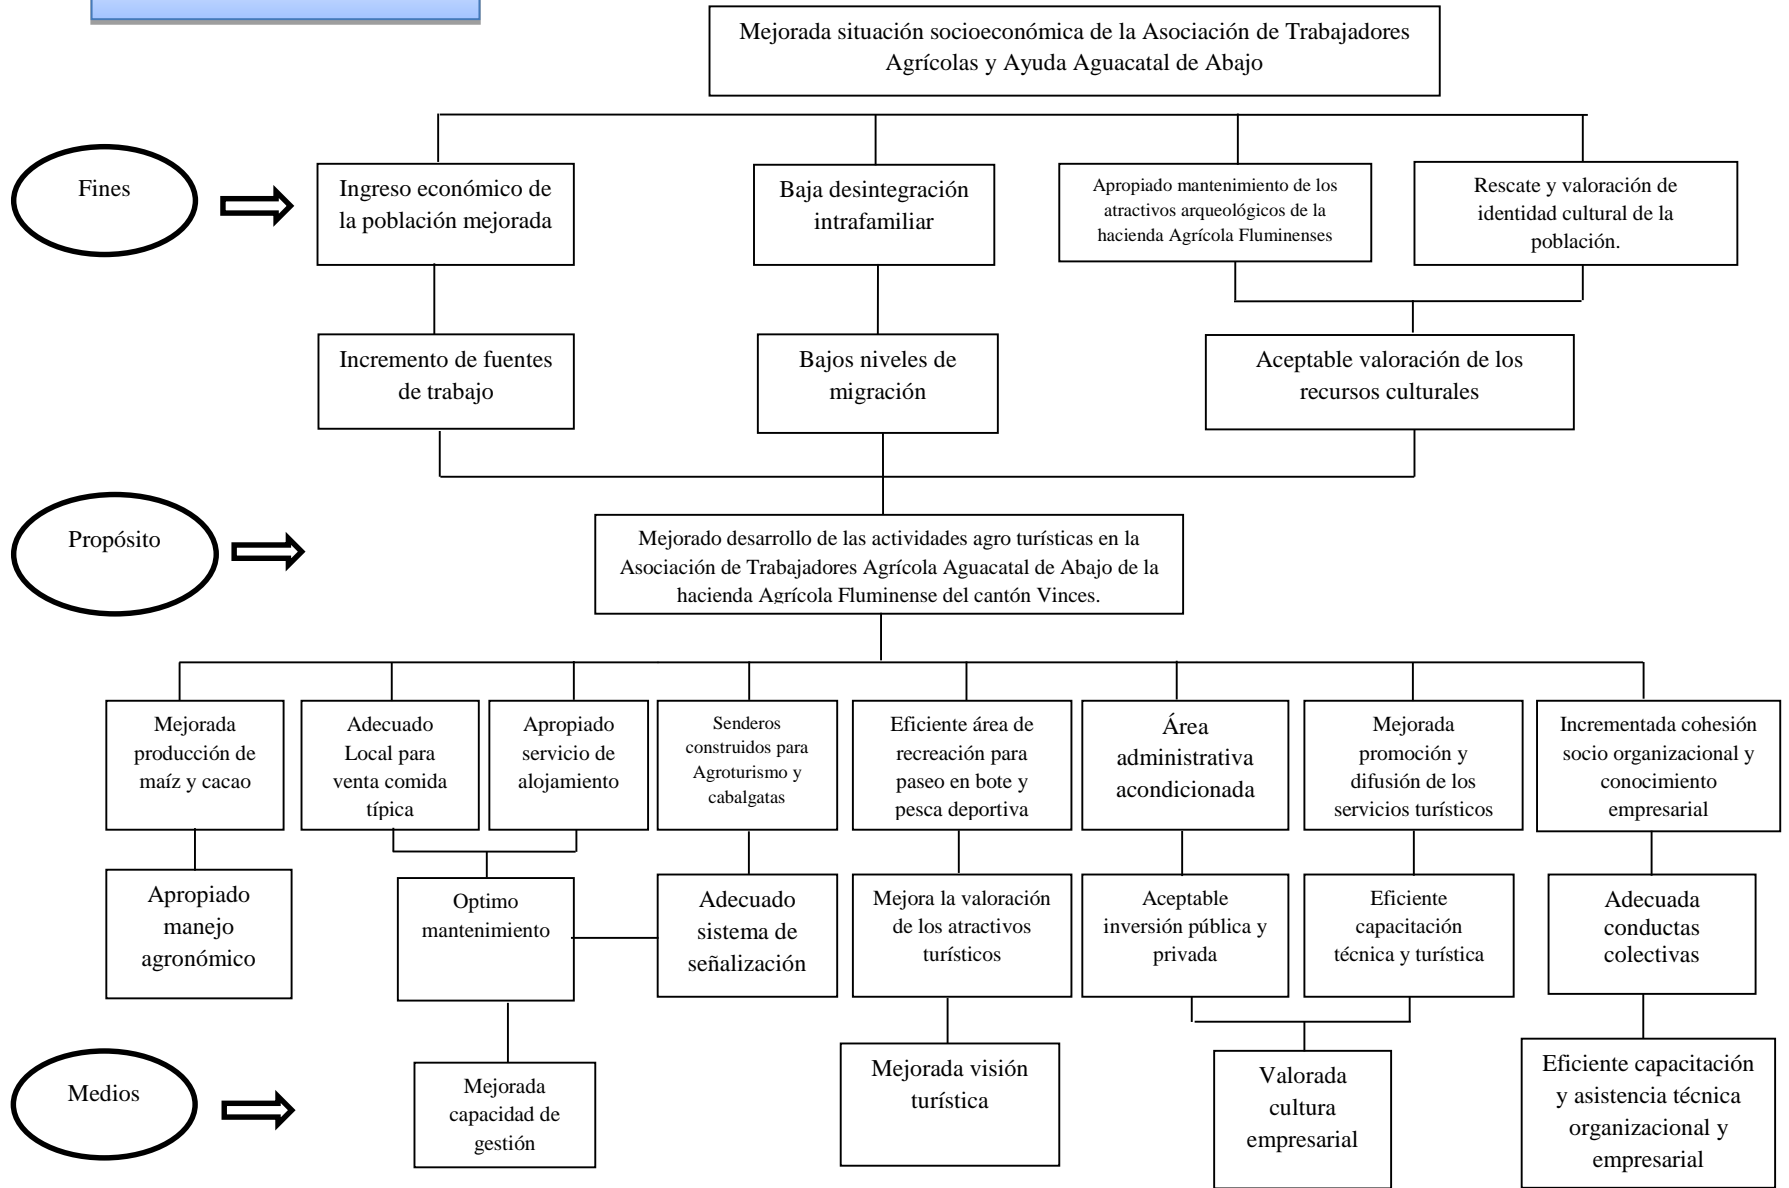 Mejorada situación socioeconómica de la Asociación de Trabajadores
Agrícolas y Ayuda Aguacatal de Abajo
Fines
Ingreso económico de
la población mejorada
Baja desintegración
intrafamiliar
Apropiado mantenimiento de los
atractivos arqueológicos de la
hacienda Agrícola Fluminenses
Rescate y valoración de
identidad cultural de la
población.
Incremento de fuentes
de trabajo
Bajos niveles de
migración
Aceptable valoración de los
recursos culturales
Propósito
Mejorado desarrollo de las actividades agro turísticas en la
Asociación de Trabajadores Agrícola Aguacatal de Abajo de la
hacienda Agrícola Fluminense del cantón Vinces.
Mejorada
producción de
maíz y cacao
Adecuado
Local para
venta comida
típica
Apropiado
servicio de
alojamiento
Senderos
construidos para
Agroturismo y
cabalgatas
Eficiente área de
recreación para
paseo en bote y
pesca deportiva
Área
administrativa
acondicionada
Mejorada
promoción y
difusión de los
servicios turísticos
Incrementada cohesión
socio organizacional y
conocimiento
empresarial
Apropiado
manejo
agronómico
Optimo
mantenimiento
Adecuado
sistema de
señalización
Mejora la valoración
de los atractivos
turísticos
Aceptable
inversión pública y
privada
Eficiente
capacitación
técnica y turística
Adecuada
conductas
colectivas
Medios
Mejorada
capacidad de
gestión
Mejorada visión
turística
Valorada
cultura
empresarial
Eficiente capacitación
y asistencia técnica
organizacional y
empresarial